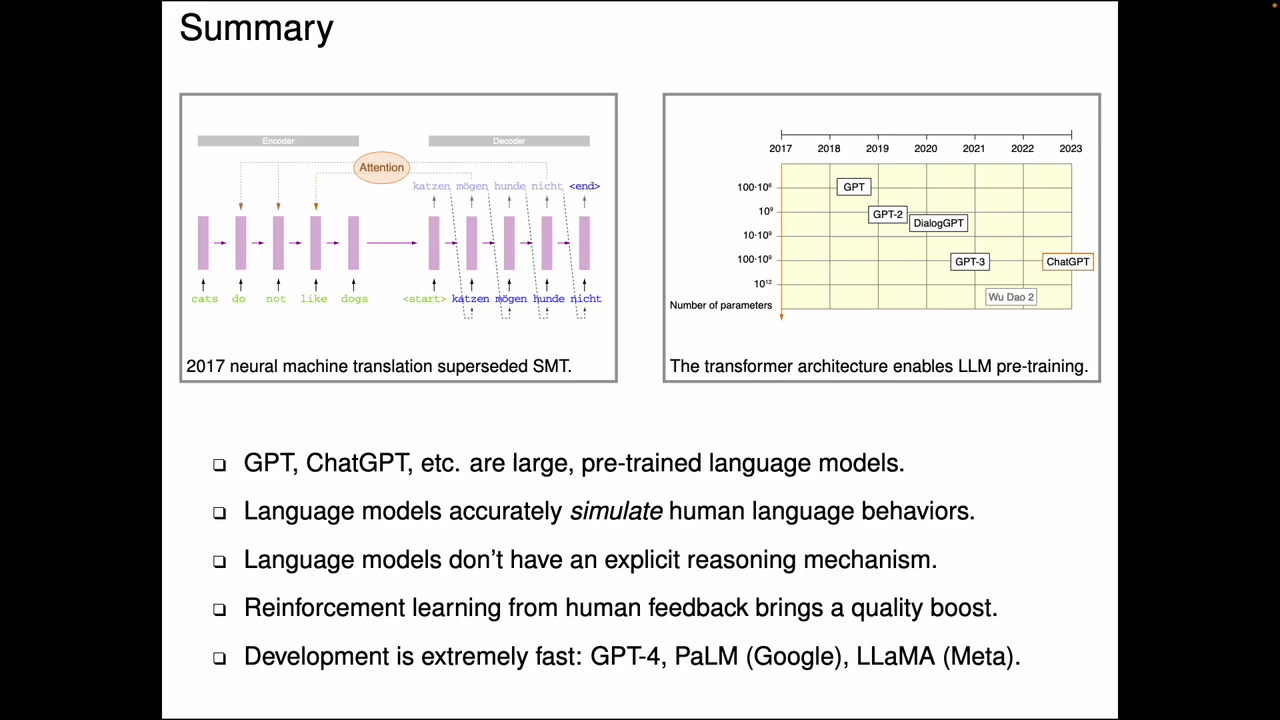 Summary
Encoder
Decoder
Attention
katzen mögen hunde nicht <end>
cats do not like dogs
<start> katzen mögen hunde nicht
2017 neural machine translation superseded SMT.
2017 2018 2019 2020 2021 2022 2023
100·10⁶
GPT
10⁹
GPT-2
DialogGPT
10·10⁹
100·10⁹
GPT-3
ChatGPT
10¹²
Wu Dao 2
Number of parameters
The transformer architecture enables LLM pre-training.
❑ GPT, ChatGPT, etc. are large, pre-trained language models.
❑ Language models accurately simulate human language behaviors.
❑ Language models don't have an explicit reasoning mechanism.
❑ Reinforcement learning from human feedback brings a quality boost.
❑ Development is extremely fast: GPT-4, PaLM (Google), LLaMA (Meta).